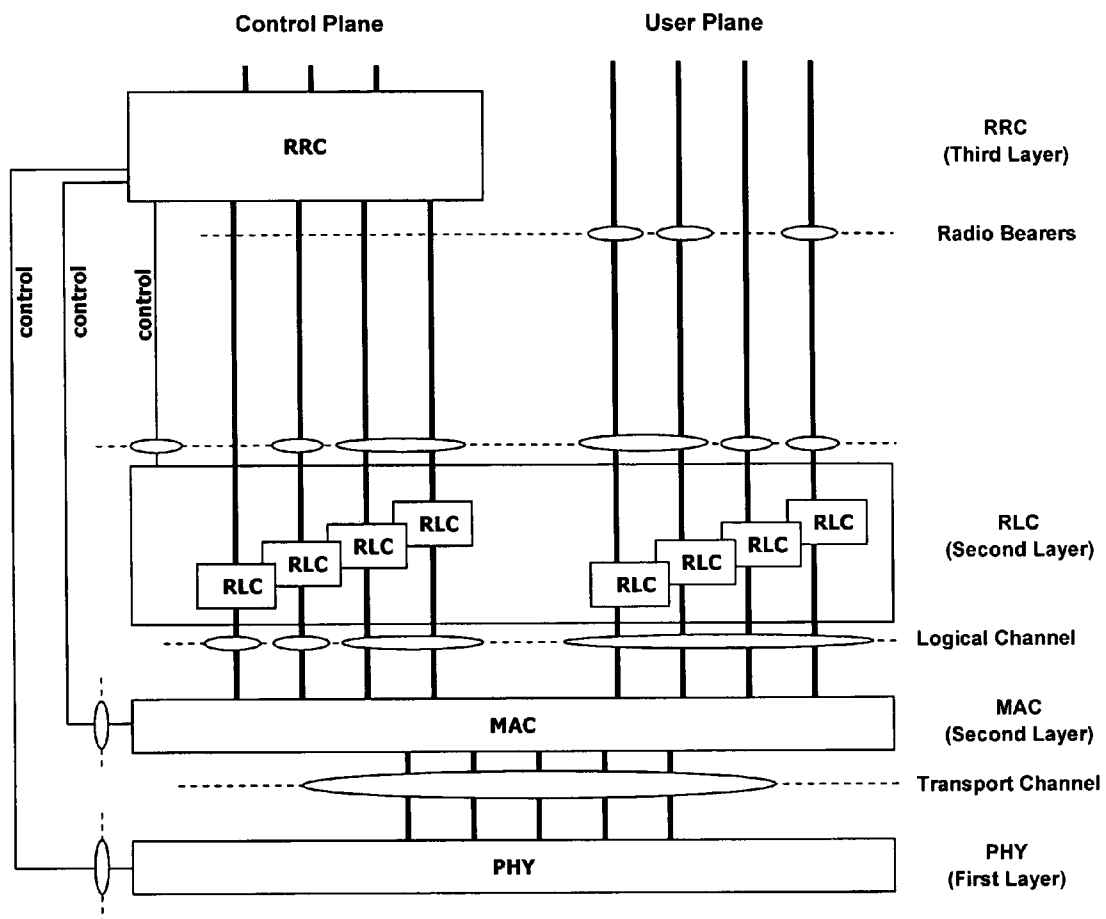 Control Plane
User Plane
RRC
RRC
(Third Layer)
Radio Bearers
control
control
control
RLC
RLC
RLC
RLC
RLC
RLC
RLC
RLC
RLC
(Second Layer)
Logical Channel
MAC
MAC
(Second Layer)
Transport Channel
PHY
PHY
(First Layer)